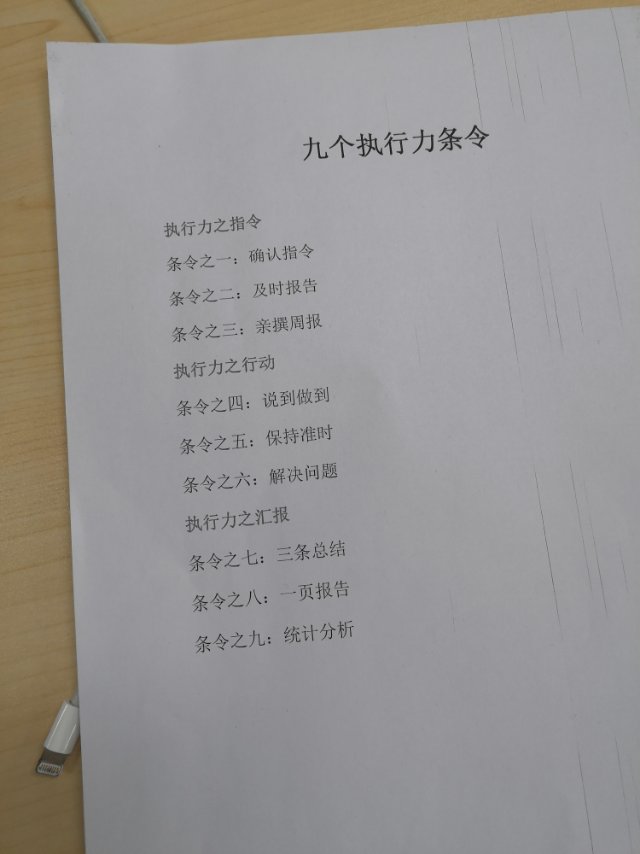 九个执行力条令
执行力之指令
条令之一：确认指令
条令之二：及时报告
条令之三：亲撰周报
执行力之行动
条令之四：说到做到
条令之五：保持准时
条令之六：解决问题
执行力之汇报
条令之七：三条总结
条令之八：一页报告
条令之九：统计分析